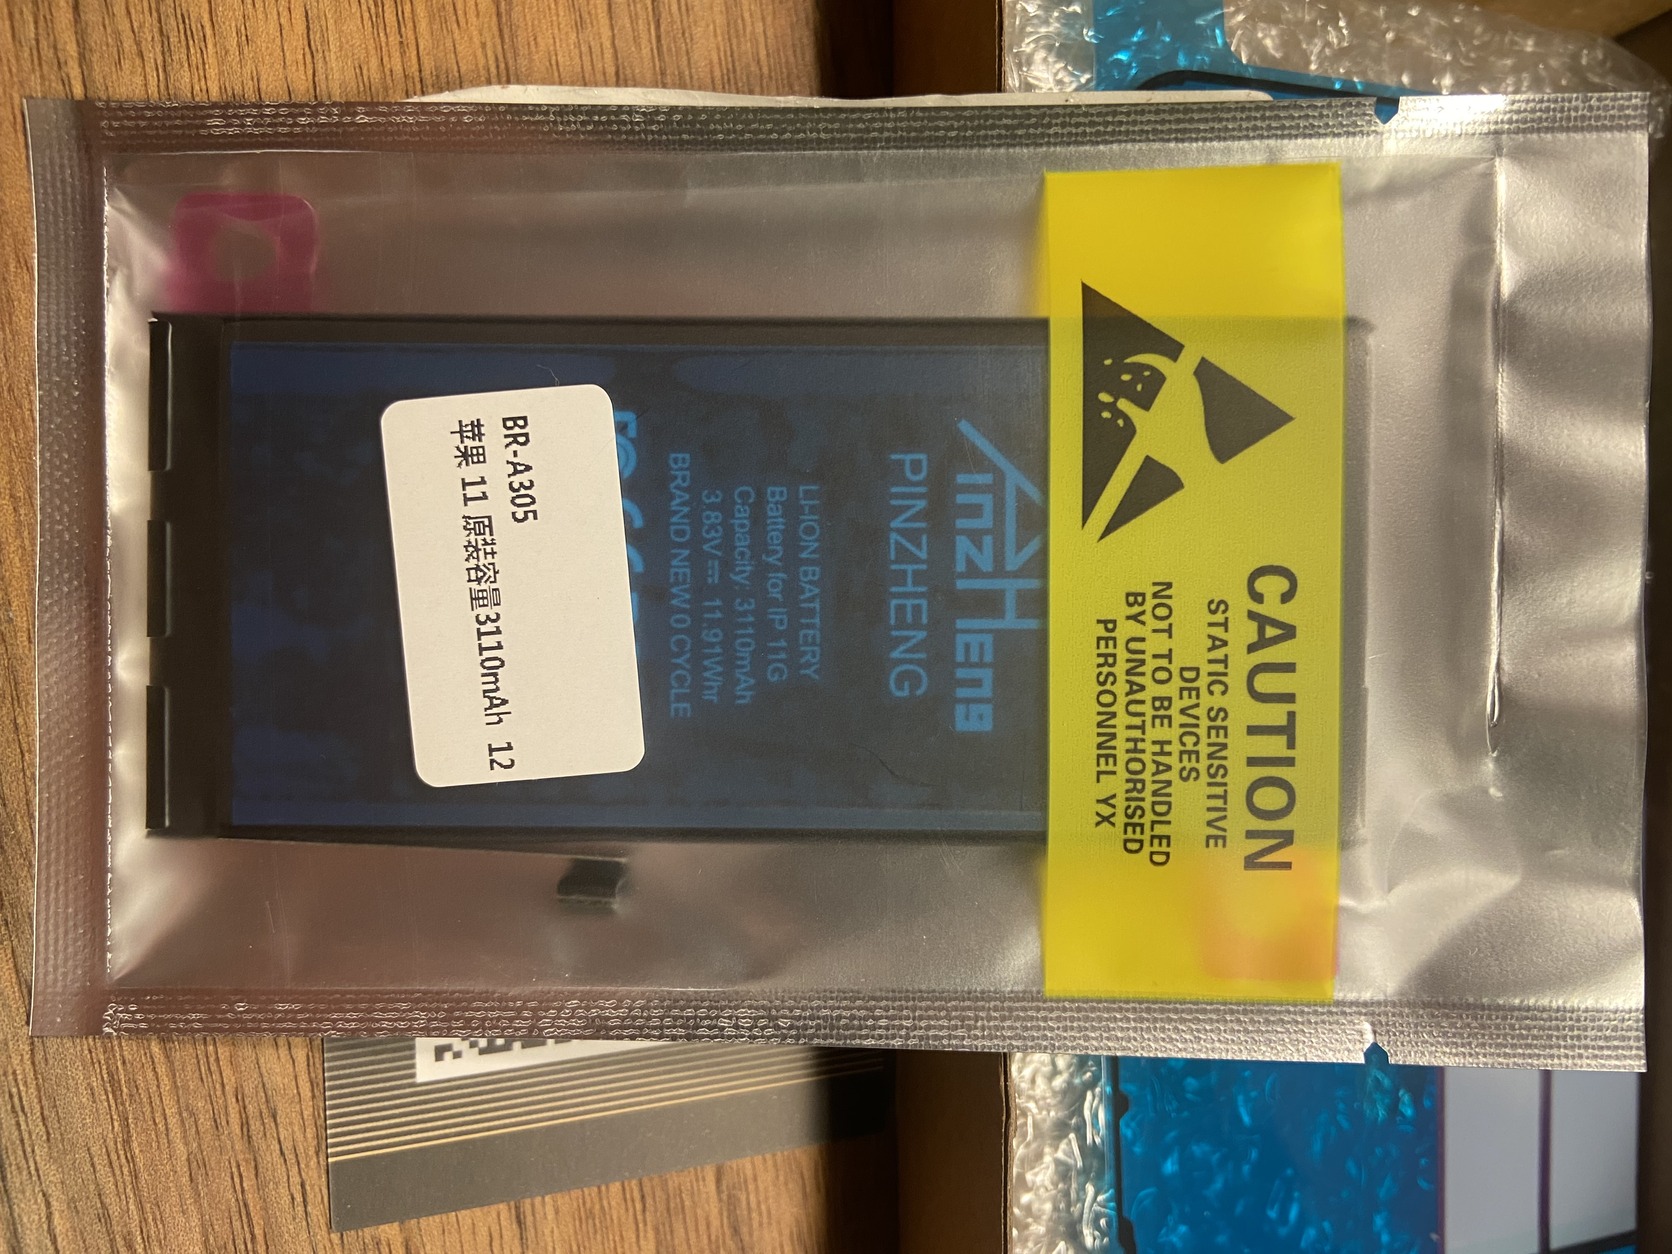 CAUTION
STATIC SENSITIVE
DEVICES
NOT TO BE HANDLED
BY UNAUTHORISED
PERSONNEL YX
PinzHeng
PINZHENG
LI-ION BATTERY
Battery for IP 11G
Capacity: 3110mAh
3.83V⎓ 11.91Whr
BRAND NEW 0 CYCLE
BR-A305
苹果 11 原装容量3110mAh 12